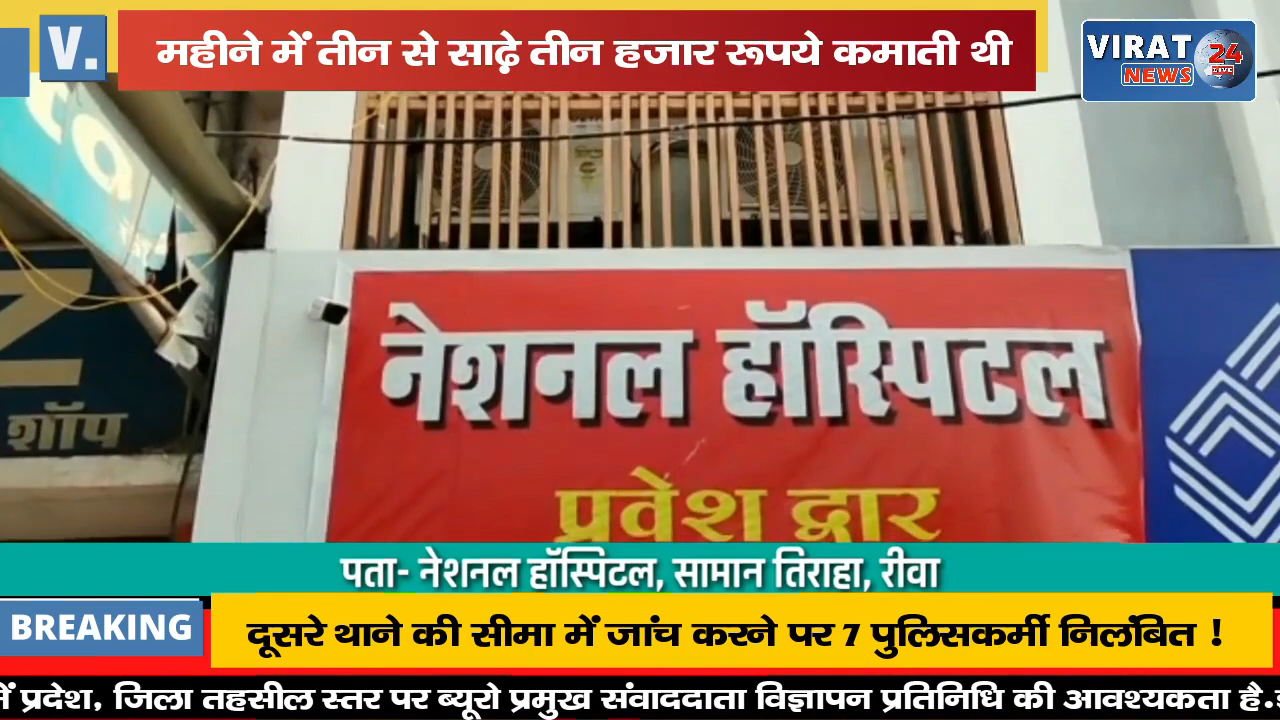 V.
महीने में तीन से साढ़े तीन हजार रूपये कमाती थी
VIRAT
24
NEWS
LIVE
Z
शॉप
नेशनल हॉस्पिटल
प्रवेश द्वार
पता- नेशनल हॉस्पिटल, सामान तिराहा, रीवा
BREAKING
दूसरे थाने की सीमा में जांच करने पर 7 पुलिसकर्मी निलंबित !
में प्रदेश, जिला तहसील स्तर पर ब्यूरो प्रमुख संवाददाता विज्ञापन प्रतिनिधि की आवश्यकता है.